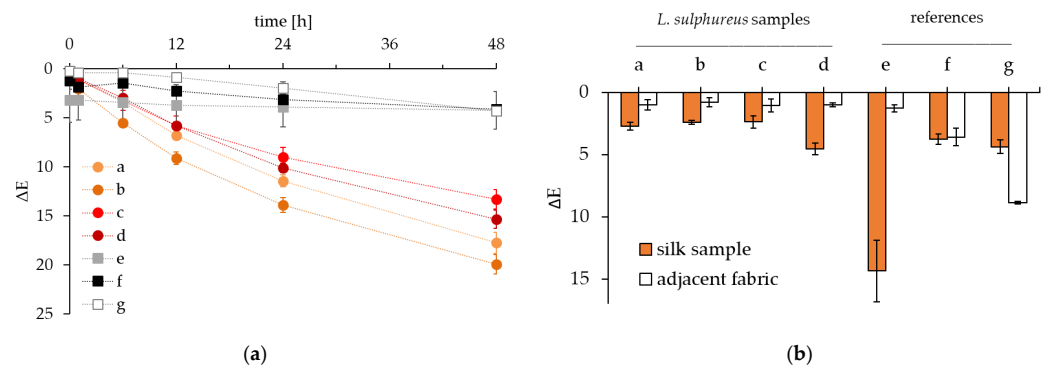 time [h]
0 12 24 36 48
0
5
10
15
20
25
ΔE
a
b
c
d
e
f
g
(a)
L. sulphureus samples references
a b c d e f g
0
5
10
15
ΔE
silk sample
adjacent fabric
(b)